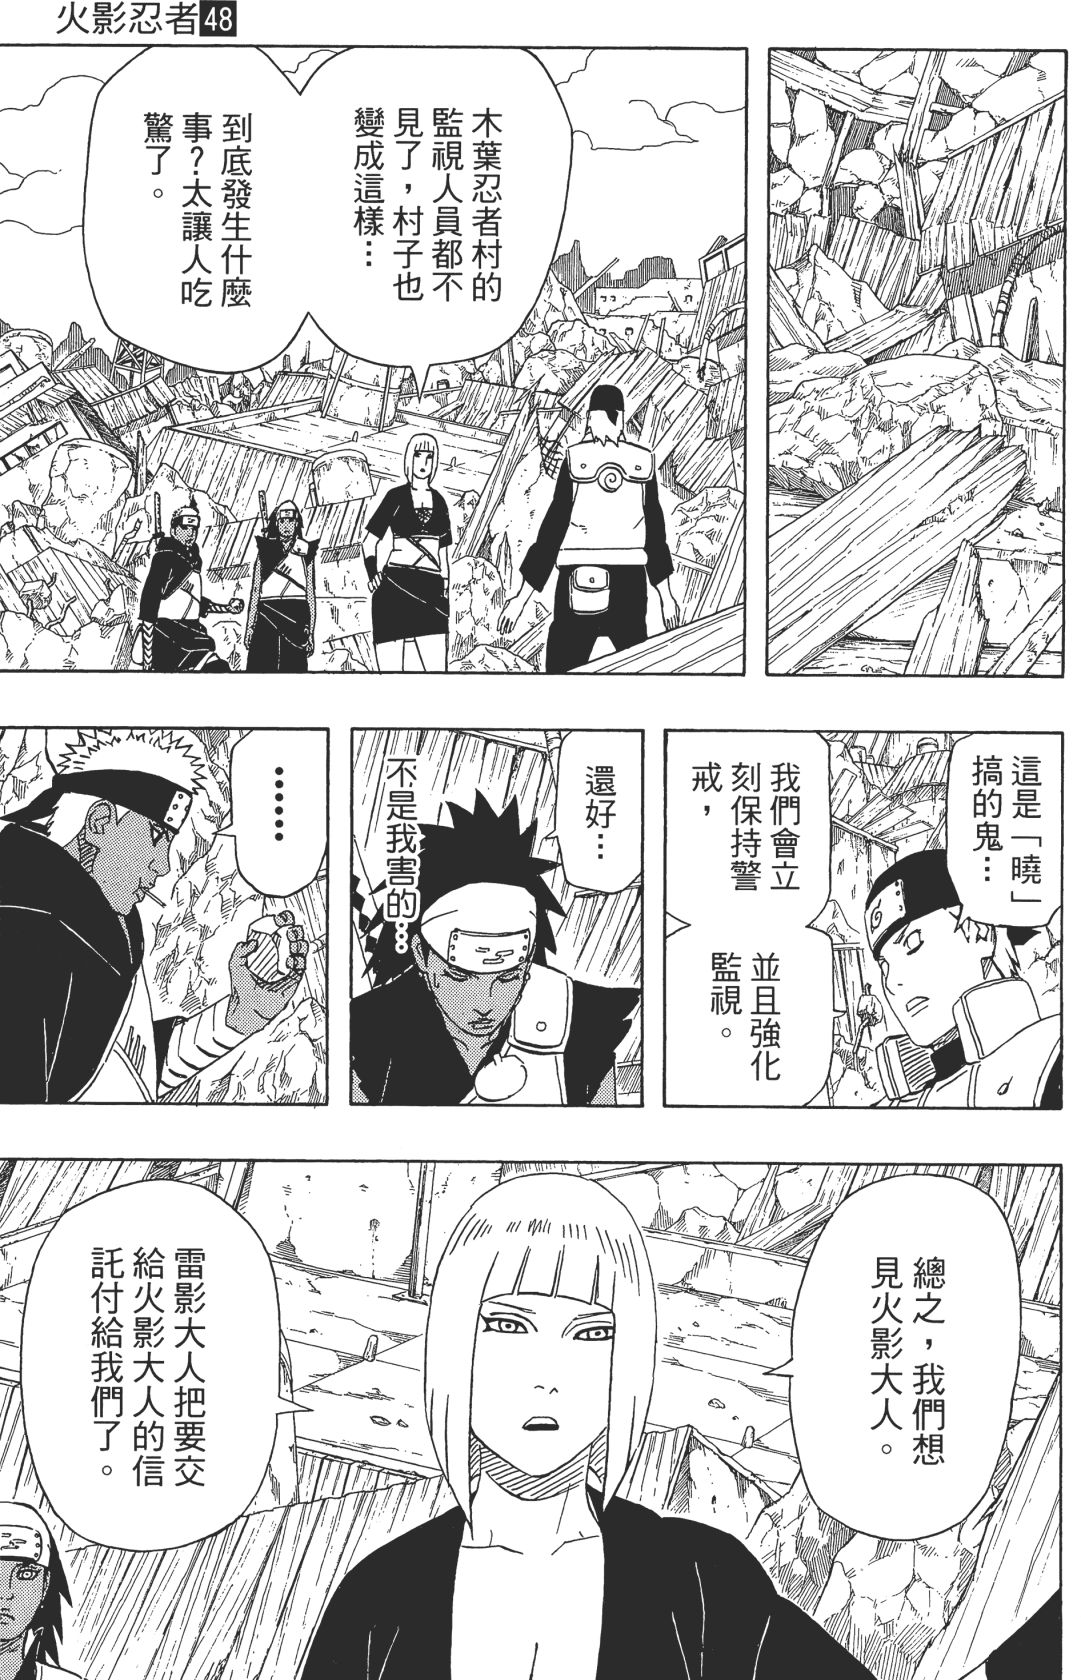 火影忍者48
木葉忍者村的
監視人員都不
見了，村子也
變成這樣…
到底發生什麼
事？太讓人吃
驚了。
這是「曉」
搞的鬼…
我們會立
刻保持警
戒，
並且強化
監視。
還好…
不是我害的…
……
總之，我們想
見火影大人。
雷影大人把要交
給火影大人的信
託付給我們了。